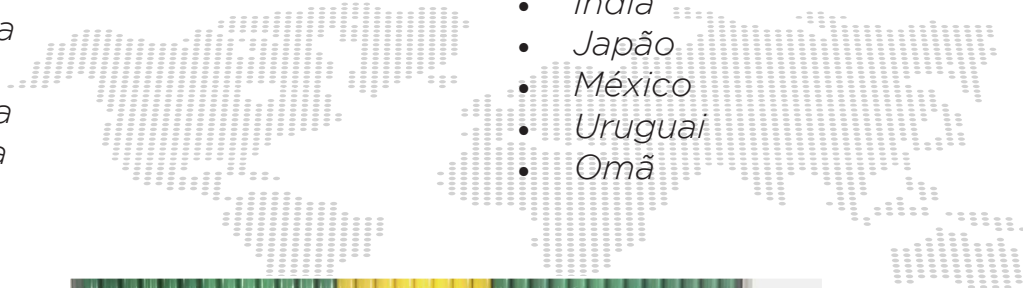 • Índia
• Japão
• México
• Uruguai
• Omã